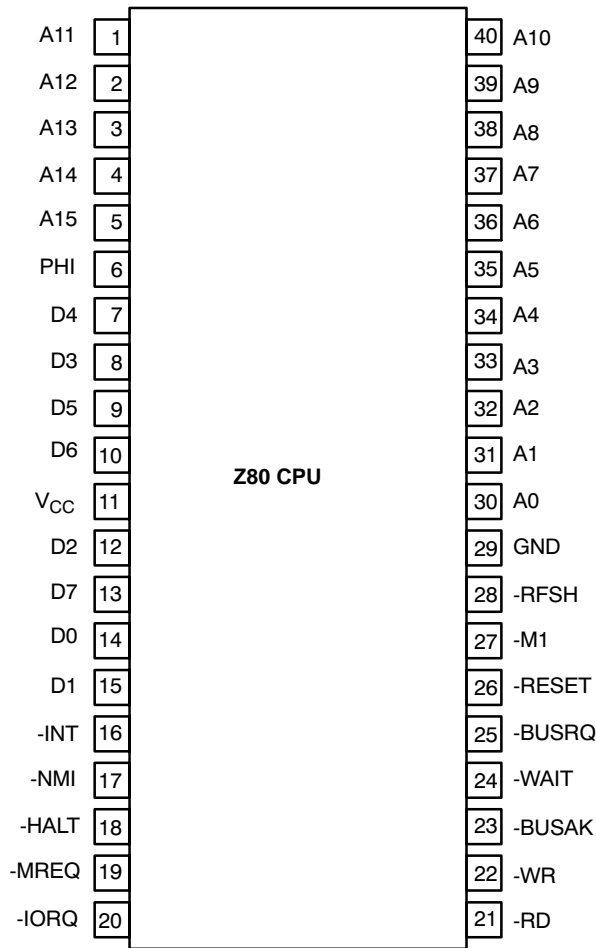 A11 1 40 A10
A12 2 39 A9
A13 3 38 A8
A14 4 37 A7
A15 5 36 A6
PHI 6 35 A5
D4 7 34 A4
D3 8 33 A3
D5 9 32 A2
D6 10 31 A1
Z80 CPU
VCC 11 30 A0
D2 12 29 GND
D7 13 28 -RFSH
D0 14 27 -M1
D1 15 26 -RESET
-INT 16 25 -BUSRQ
-NMI 17 24 -WAIT
-HALT 18 23 -BUSAK
-MREQ 19 22 -WR
-IORQ 20 21 -RD